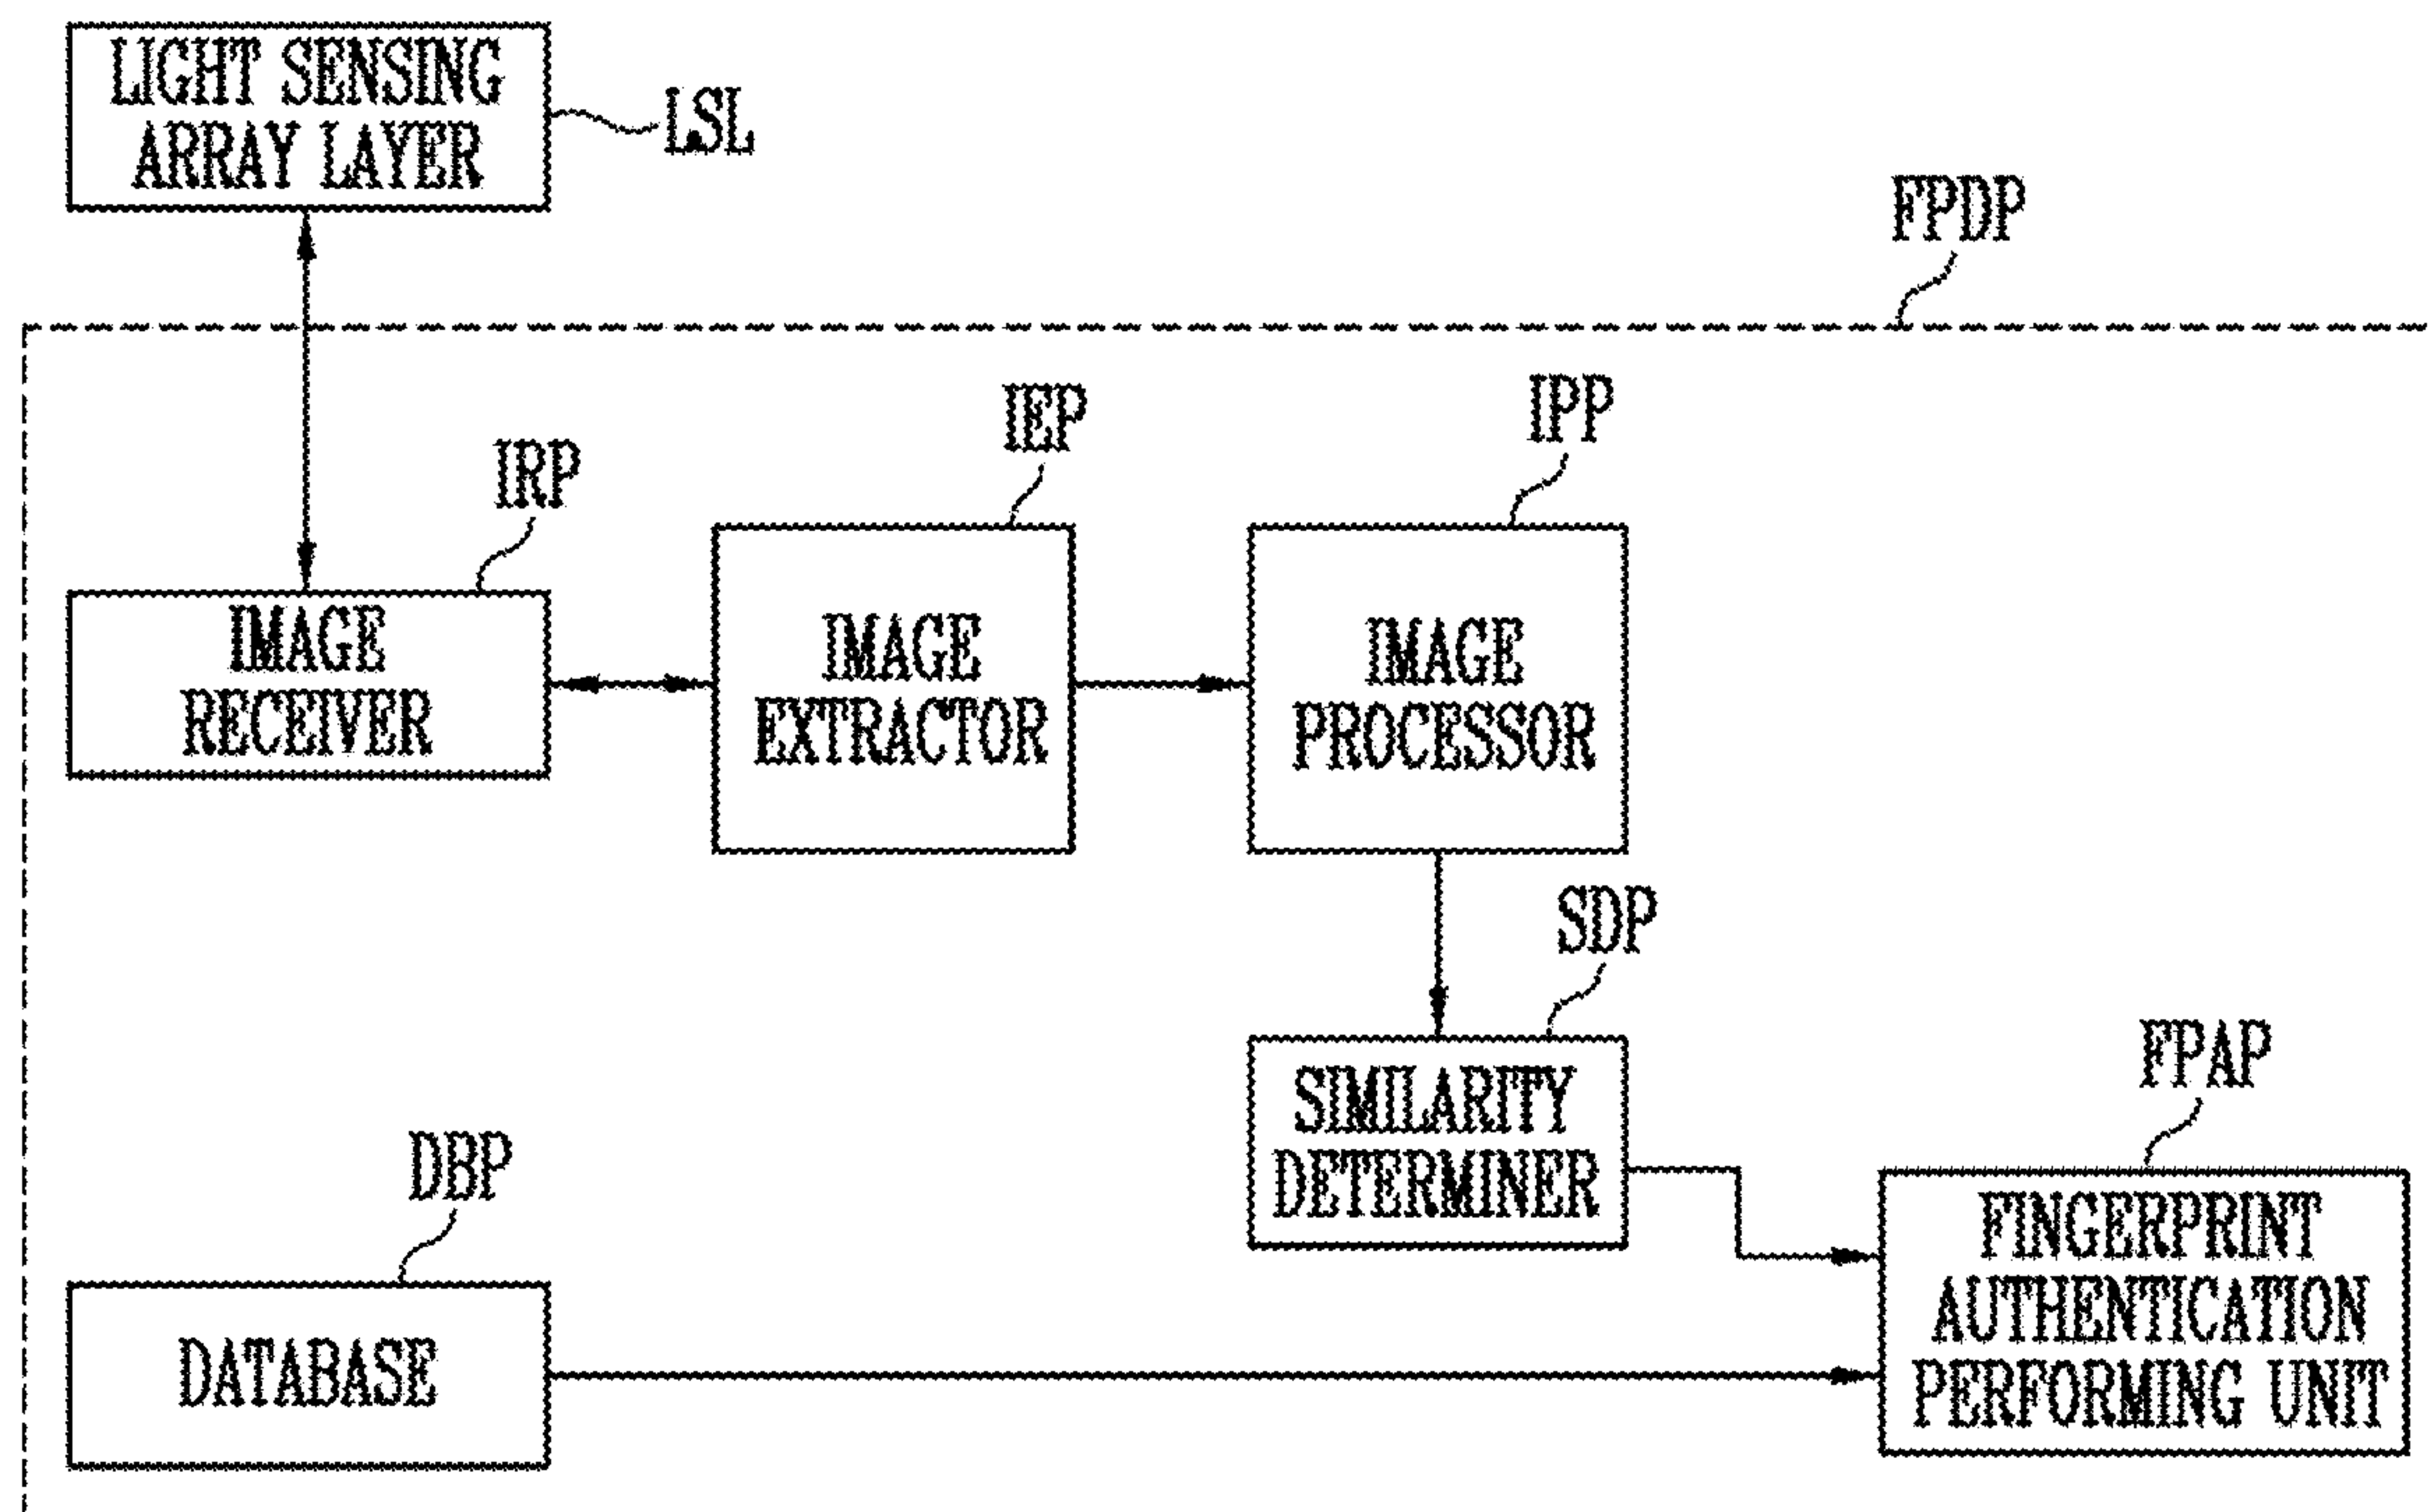 LIGHT SENSING
ARRAY LAYER
LSL
FPDP
IRP
IEP
IPP
IMAGE
RECEIVER
IMAGE
EXTRACTOR
IMAGE
PROCESSOR
SDP
SIMILARITY
DETERMINER
FPAP
DBP
DATABASE
FINGERPRINT
AUTHENTICATION
PERFORMING UNIT